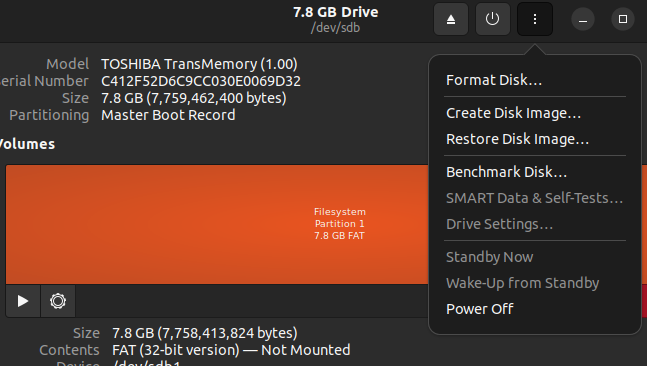 7.8 GB Drive
/dev/sdb
Model TOSHIBA TransMemory (1.00)
erial Number C412F52D6C9CC030E0069D32
Size 7.8 GB (7,759,462,400 bytes)
Partitioning Master Boot Record
Volumes
Filesystem
Partition 1
7.8 GB FAT
Size 7.8 GB (7,758,413,824 bytes)
Contents FAT (32-bit version) — Not Mounted
Device /dev/sdb1
Format Disk…
Create Disk Image…
Restore Disk Image…
Benchmark Disk…
SMART Data & Self-Tests…
Drive Settings…
Standby Now
Wake-Up from Standby
Power Off